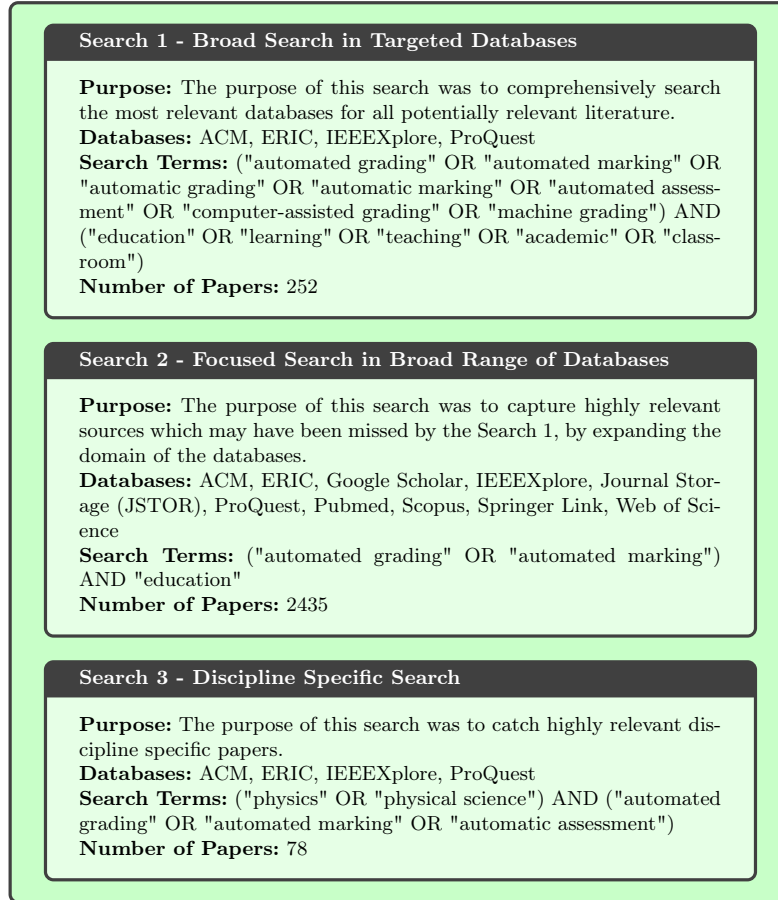 Search 1 - Broad Search in Targeted Databases
Purpose: The purpose of this search was to comprehensively search
the most relevant databases for all potentially relevant literature.
Databases: ACM, ERIC, IEEEXplore, ProQuest
Search Terms: ("automated grading" OR "automated marking" OR
"automatic grading" OR "automatic marking" OR "automated assess-
ment" OR "computer-assisted grading" OR "machine grading") AND
("education" OR "learning" OR "teaching" OR "academic" OR "class-
room")
Number of Papers: 252
Search 2 - Focused Search in Broad Range of Databases
Purpose: The purpose of this search was to capture highly relevant
sources which may have been missed by the Search 1, by expanding the
domain of the databases.
Databases: ACM, ERIC, Google Scholar, IEEEXplore, Journal Stor-
age (JSTOR), ProQuest, Pubmed, Scopus, Springer Link, Web of Sci-
ence
Search Terms: ("automated grading" OR "automated marking")
AND "education"
Number of Papers: 2435
Search 3 - Discipline Specific Search
Purpose: The purpose of this search was to catch highly relevant dis-
cipline specific papers.
Databases: ACM, ERIC, IEEEXplore, ProQuest
Search Terms: ("physics" OR "physical science") AND ("automated
grading" OR "automated marking" OR "automatic assessment")
Number of Papers: 78